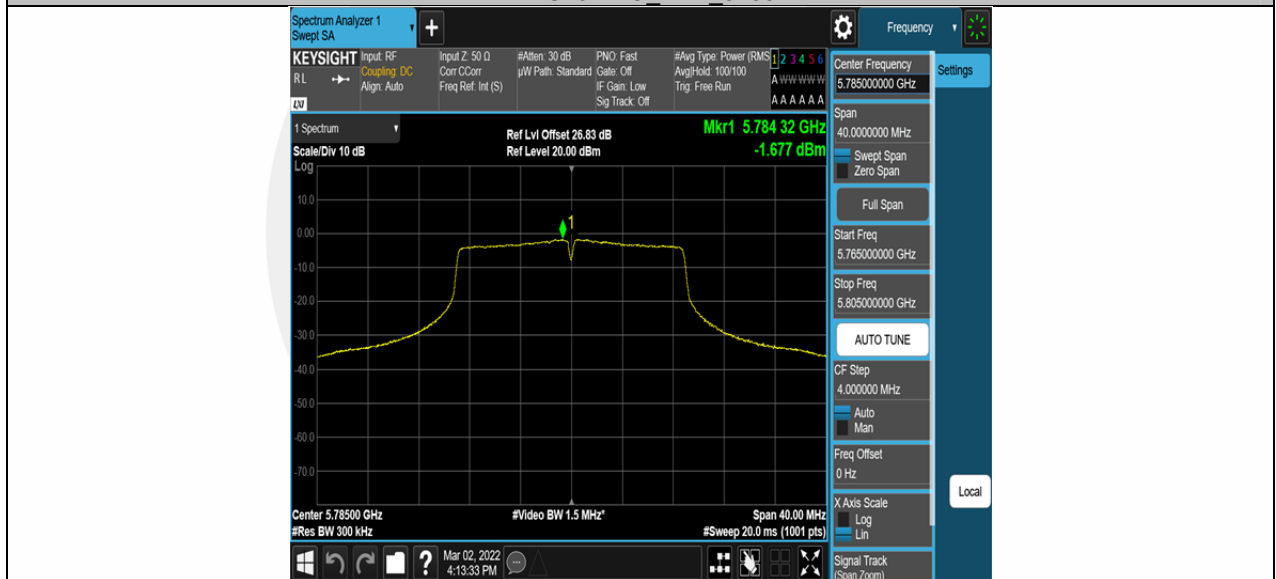 Spectrum Analyzer 1
Swept SA
+
Frequency
KEYSIGHT
RL
LXI
Input: RF
Coupling: DC
Align: Auto
Input Z: 50 Ω
Corr CCorr
Freq Ref: Int (S)
#Atten: 30 dB
µW Path: Standard
PNO: Fast
Gate: Off
IF Gain: Low
Sig Track: Off
#Avg Type: Power (RMS
Avg|Hold: 100/100
Trig: Free Run
1 2 3 4 5 6
A W W W W W
A A A A A A
1 Spectrum
Scale/Div 10 dB
Ref Lvl Offset 26.83 dB
Ref Level 20.00 dBm
Mkr1 5.784 32 GHz
-1.677 dBm
Log
10.0
0.00
-10.0
-20.0
-30.0
-40.0
-50.0
-60.0
-70.0
1
Center 5.78500 GHz
#Res BW 300 kHz
#Video BW 1.5 MHz*
Span 40.00 MHz
#Sweep 20.0 ms (1001 pts)
?
Mar 02, 2022
4:13:33 PM
Center Frequency
5.785000000 GHz
Settings
Span
40.0000000 MHz
Swept Span
Zero Span
Full Span
Start Freq
5.765000000 GHz
Stop Freq
5.805000000 GHz
AUTO TUNE
CF Step
4.000000 MHz
Auto
Man
Freq Offset
0 Hz
Local
X Axis Scale
Log
Lin
Signal Track
(Span Zoom)